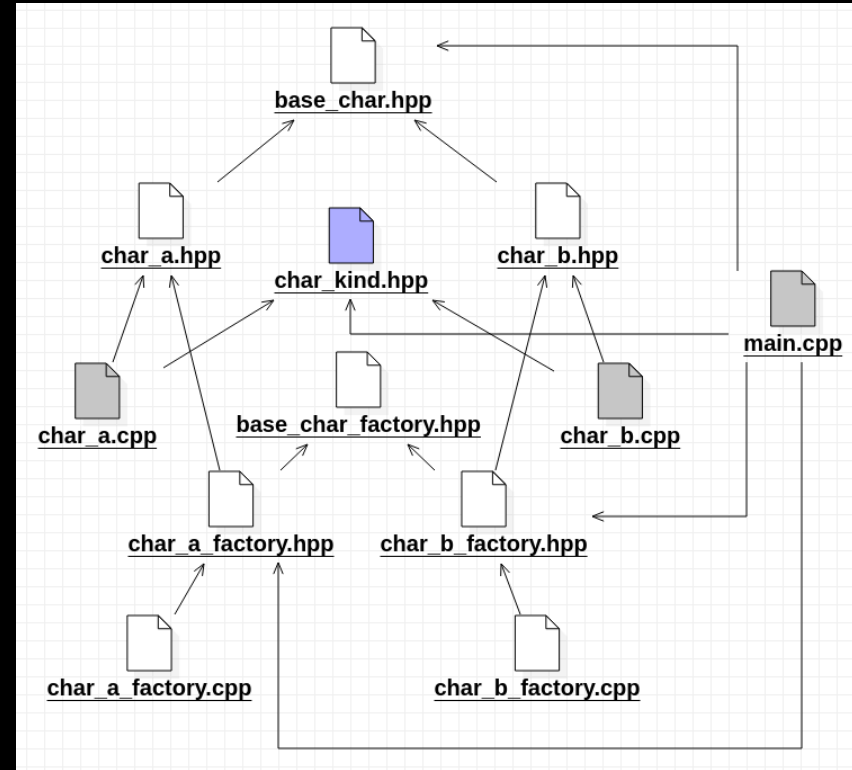 base_char.hpp
char_a.hpp
char_b.hpp
char_kind.hpp
main.cpp
base_char_factory.hpp
char_a.cpp
char_b.cpp
char_a_factory.hpp
char_b_factory.hpp
char_a_factory.cpp
char_b_factory.cpp